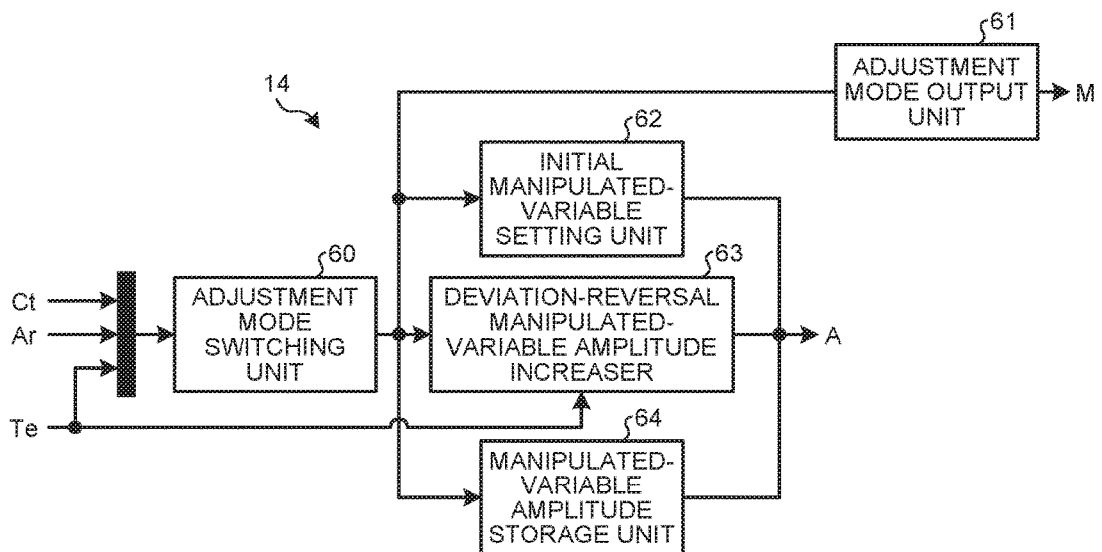 61
ADJUSTMENT
MODE OUTPUT
UNIT
M
14
62
INITIAL
MANIPULATED-
VARIABLE
SETTING UNIT
60
ADJUSTMENT
MODE
SWITCHING
UNIT
63
DEVIATION-REVERSAL
MANIPULATED-
VARIABLE AMPLITUDE
INCREASER
Ct
Ar
Te
A
64
MANIPULATED-
VARIABLE
AMPLITUDE
STORAGE UNIT